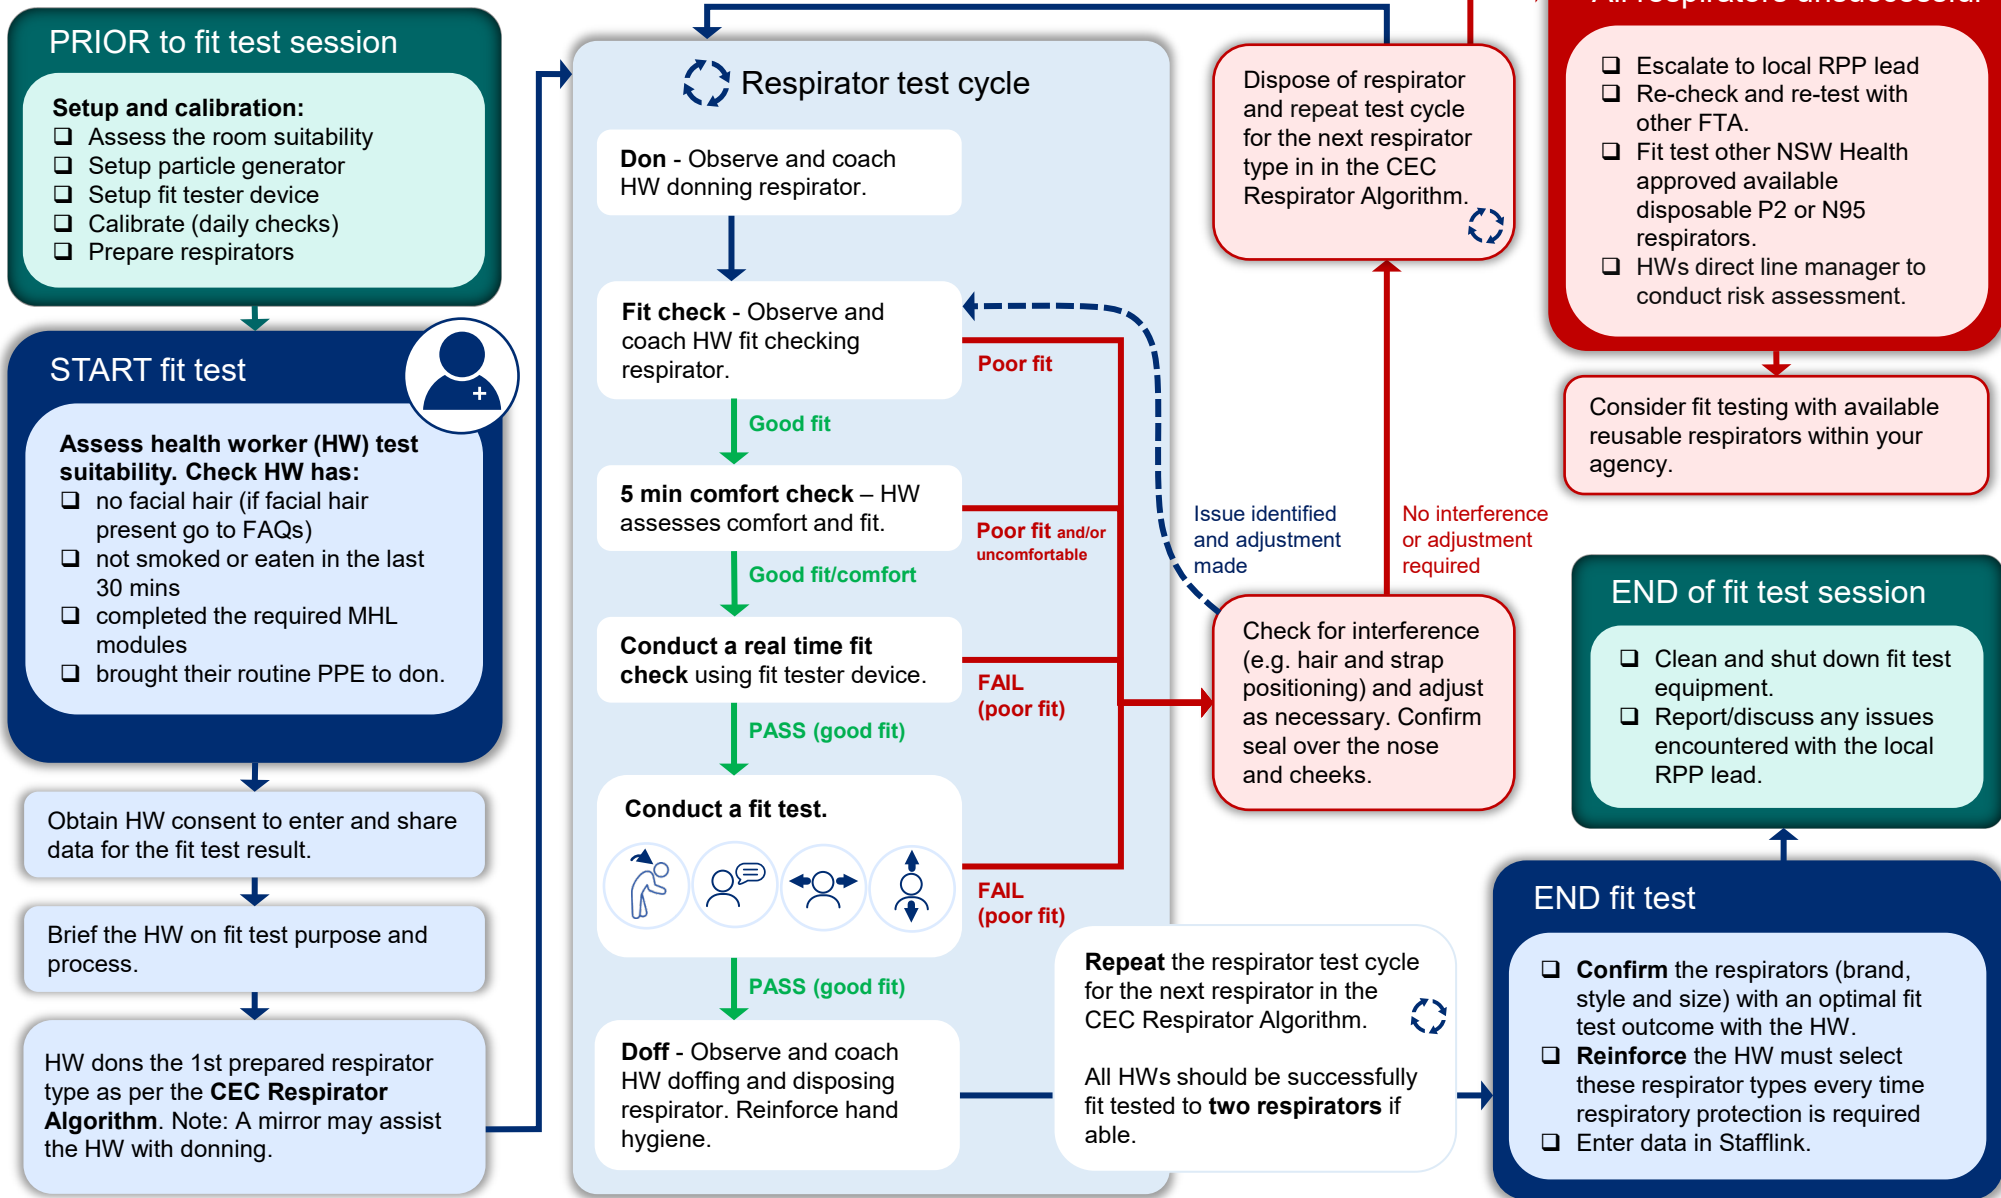 PRIOR to fit test session
Setup and calibration:
❑ Assess the room suitability
❑ Setup particle generator
❑ Setup fit tester device
❑ Calibrate (daily checks)
❑ Prepare respirators
START fit test
Assess health worker (HW) test
suitability. Check HW has:
❑ no facial hair (if facial hair
present go to FAQs)
❑ not smoked or eaten in the last
30 mins
❑ completed the required MHL
modules
❑ brought their routine PPE to don.
Obtain HW consent to enter and share
data for the fit test result.
Brief the HW on fit test purpose and
process.
HW dons the 1st prepared respirator
type as per the CEC Respirator
Algorithm. Note: A mirror may assist
the HW with donning.
Respirator test cycle
Don - Observe and coach
HW donning respirator.
Fit check - Observe and
coach HW fit checking
respirator.
Poor fit
Good fit
5 min comfort check – HW
assesses comfort and fit.
Poor fit and/or
uncomfortable
Good fit/comfort
Conduct a real time fit
check using fit tester device.
FAIL
(poor fit)
PASS (good fit)
Conduct a fit test.
FAIL
(poor fit)
PASS (good fit)
Doff - Observe and coach
HW doffing and disposing
respirator. Reinforce hand
hygiene.
Dispose of respirator
and repeat test cycle
for the next respirator
type in in the CEC
Respirator Algorithm.
Issue identified
and adjustment
made
No interference
or adjustment
required
Check for interference
(e.g. hair and strap
positioning) and adjust
as necessary. Confirm
seal over the nose
and cheeks.
Repeat the respirator test cycle
for the next respirator in the
CEC Respirator Algorithm.
All HWs should be successfully
fit tested to two respirators if
able.
All respirators unsuccessful
❑ Escalate to local RPP lead
❑ Re-check and re-test with
other FTA.
❑ Fit test other NSW Health
approved available
disposable P2 or N95
respirators.
❑ HWs direct line manager to
conduct risk assessment.
Consider fit testing with available
reusable respirators within your
agency.
END of fit test session
❑ Clean and shut down fit test
equipment.
❑ Report/discuss any issues
encountered with the local
RPP lead.
END fit test
❑ Confirm the respirators (brand,
style and size) with an optimal fit
test outcome with the HW.
❑ Reinforce the HW must select
these respirator types every time
respiratory protection is required
❑ Enter data in Stafflink.